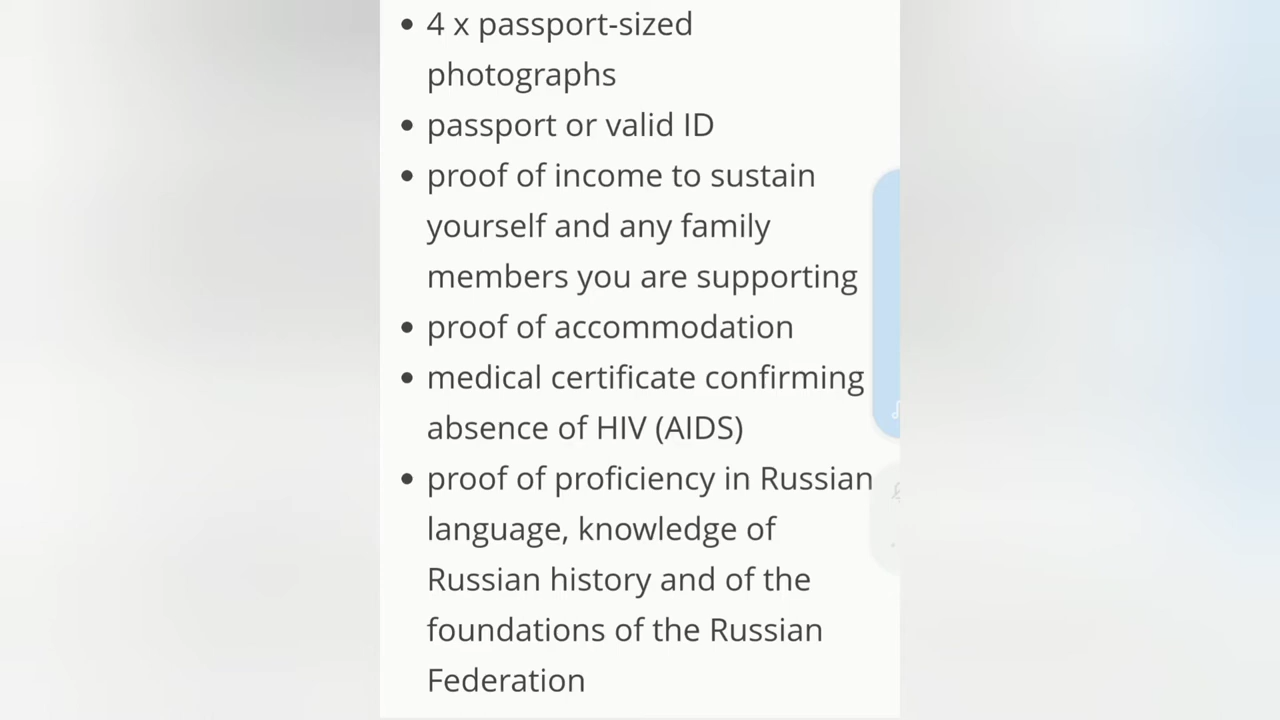 • 4 x passport-sized
photographs
• passport or valid ID
• proof of income to sustain
yourself and any family
members you are supporting
• proof of accommodation
• medical certificate confirming
absence of HIV (AIDS)
• proof of proficiency in Russian
language, knowledge of
Russian history and of the
foundations of the Russian
Federation